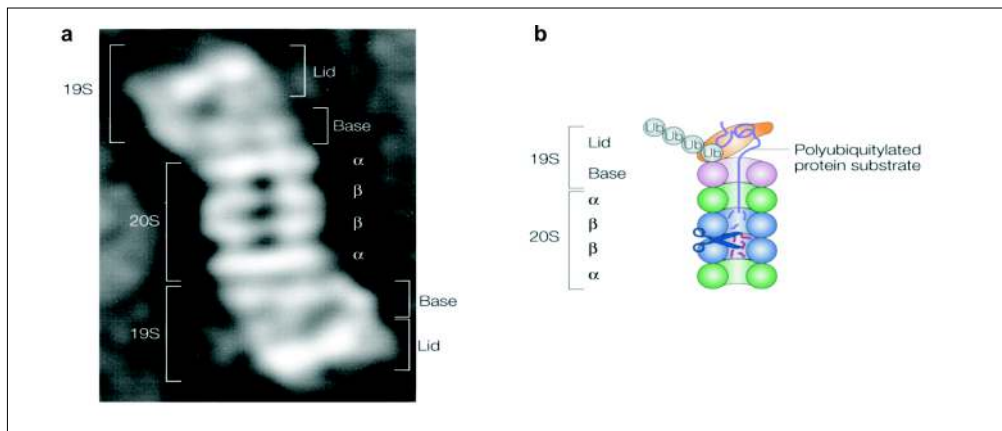 a
19S
Lid
Base
α
β
20S
β
α
Base
19S
Lid
b
Ub Ub Ub Ub
19S
Lid
Base
Polyubiquitylated
protein substrate
α
20S
β
β
α